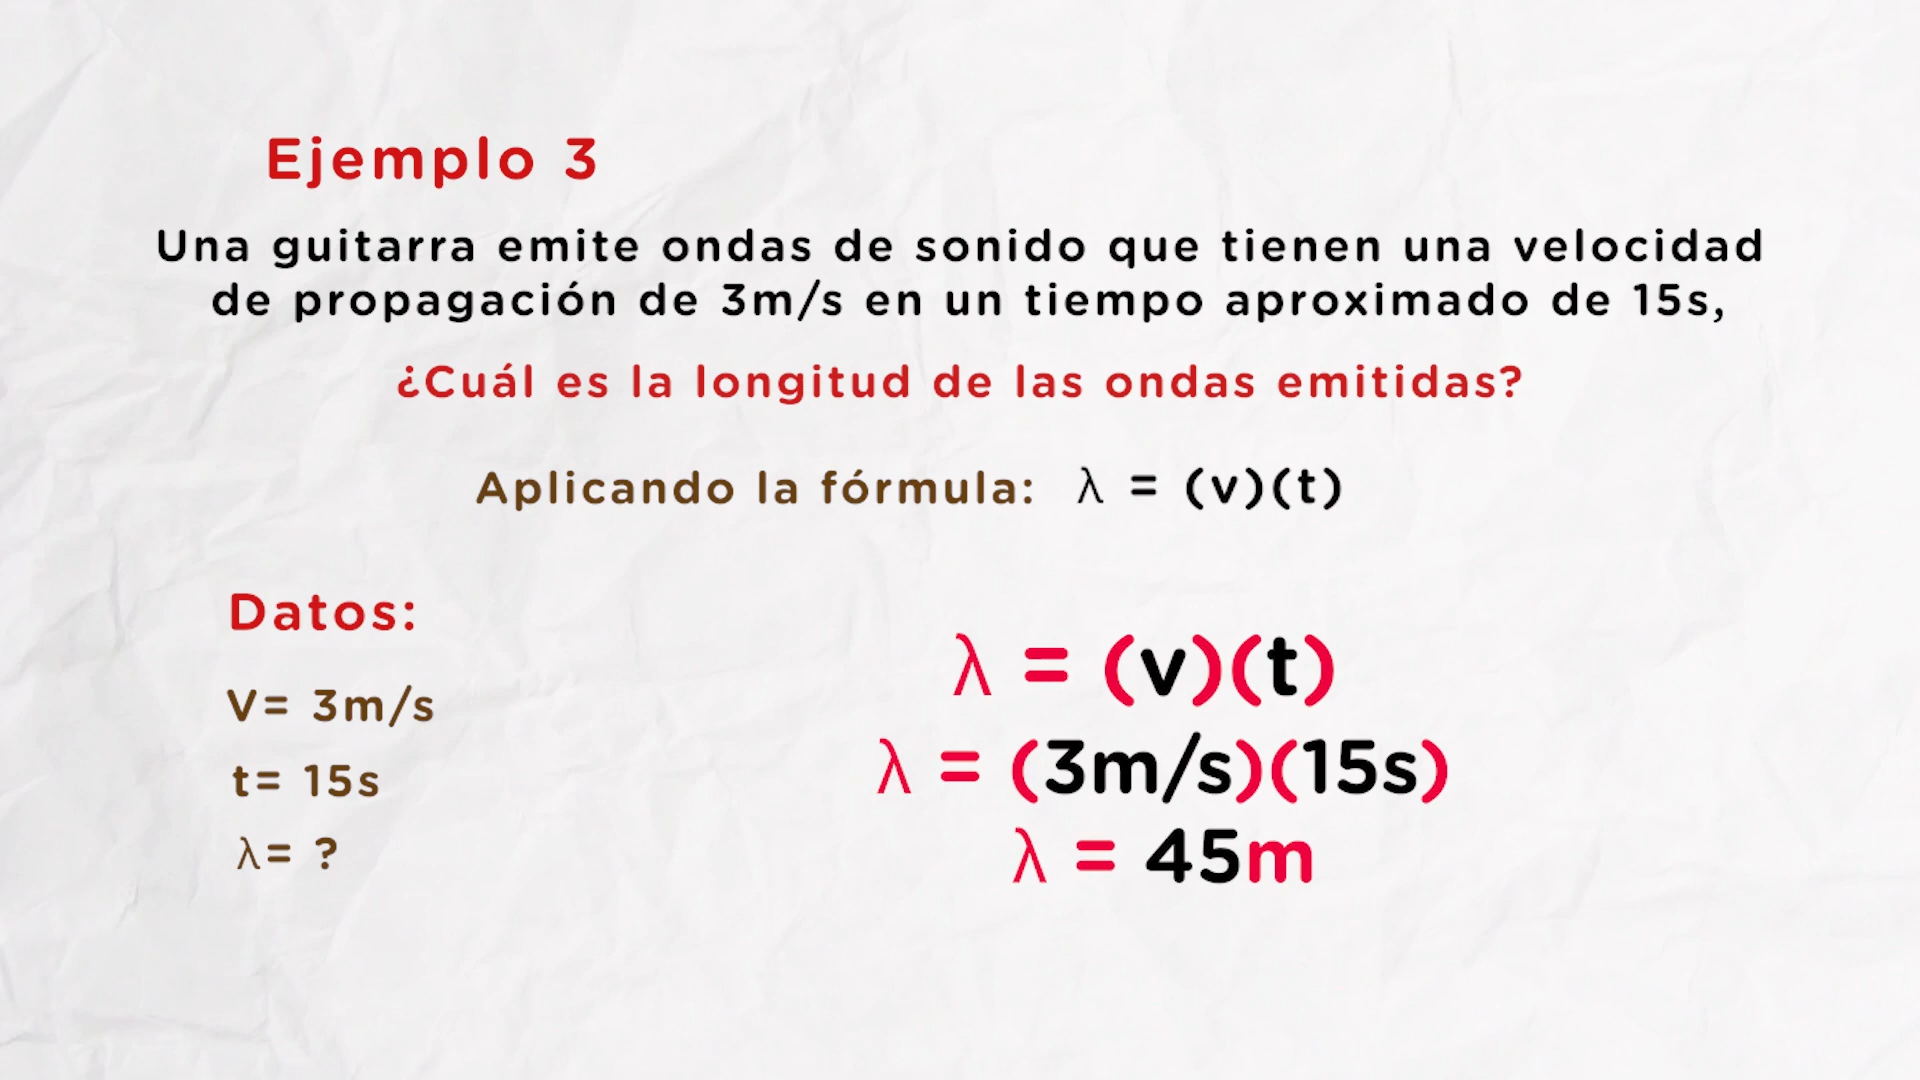 Ejemplo 3
Una guitarra emite ondas de sonido que tienen una velocidad
de propagación de 3m/s en un tiempo aproximado de 15s,
¿Cuál es la longitud de las ondas emitidas?
Aplicando la fórmula: λ = (v)(t)
Datos:
V= 3m/s
t= 15s
λ= ?
λ = (v)(t)
λ = (3m/s)(15s)
λ = 45m